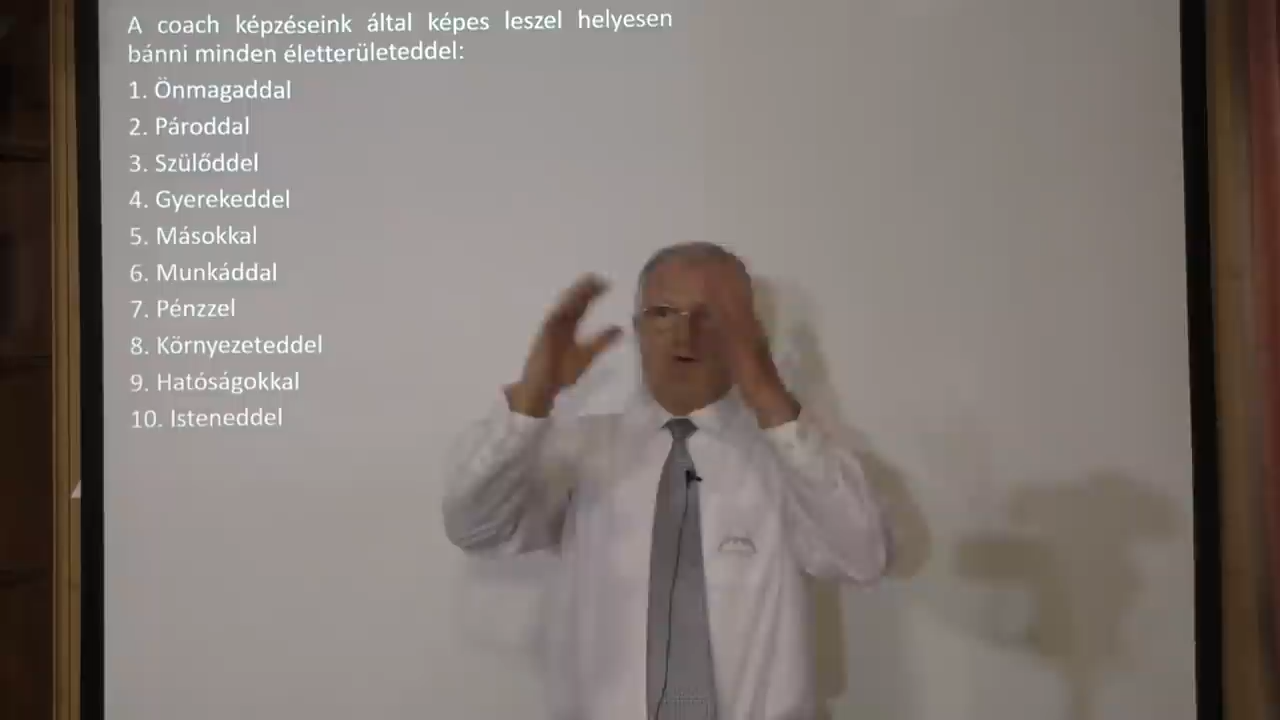 A coach képzéseink által képes leszel helyesen
bánni minden életterületeddel:
1. Önmagaddal
2. Pároddal
3. Szülőddel
4. Gyerekeddel
5. Másokkal
6. Munkáddal
7. Pénzzel
8. Környezeteddel
9. Hatóságokkal
10. Isteneddel